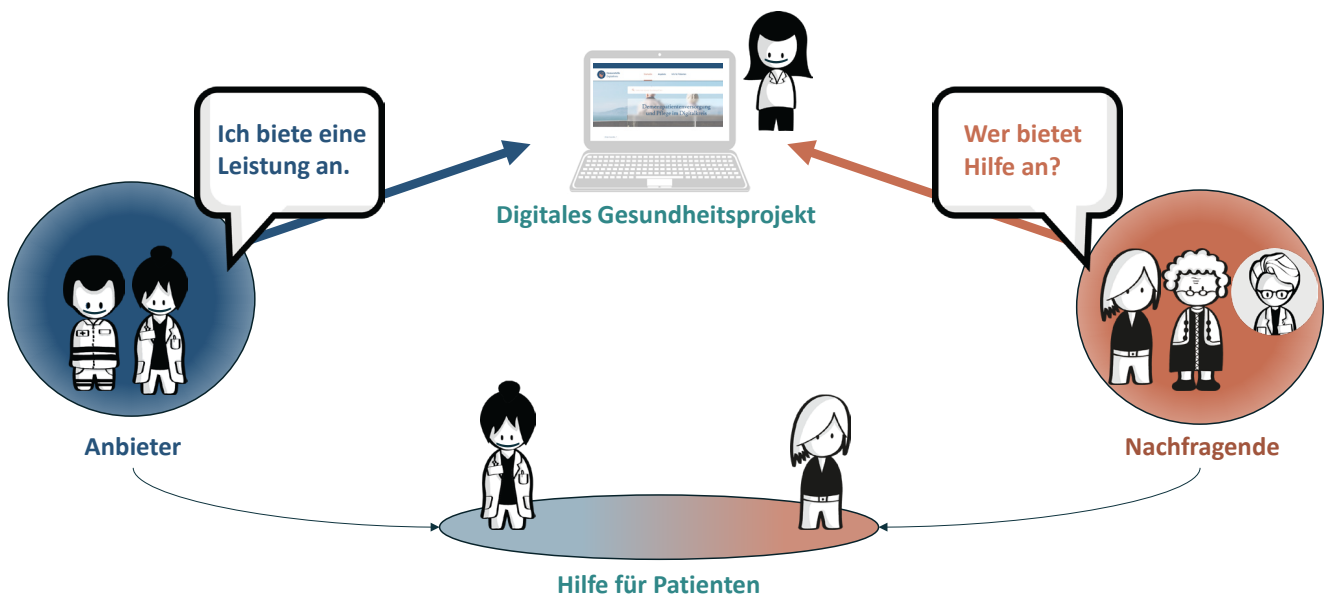 Ich biete eine
Leistung an.
Wer bietet
Hilfe an?
Digitales Gesundheitsprojekt
Anbieter
Nachfragende
Hilfe für Patienten